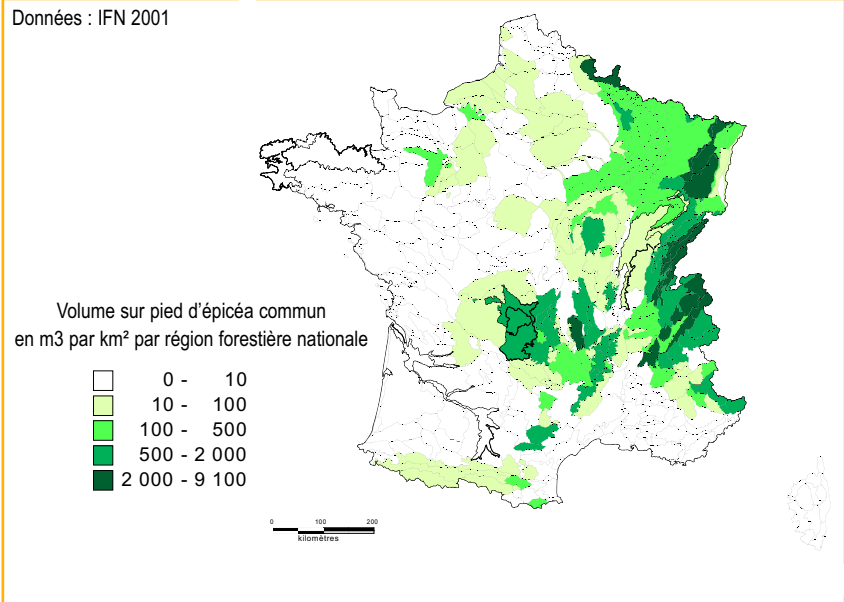 Données : IFN 2001
Volume sur pied d'épicéa commun
en m3 par km² par région forestière nationale
0 - 10
10 - 100
100 - 500
500 - 2 000
2 000 - 9 100
0 100 200
kilomètres